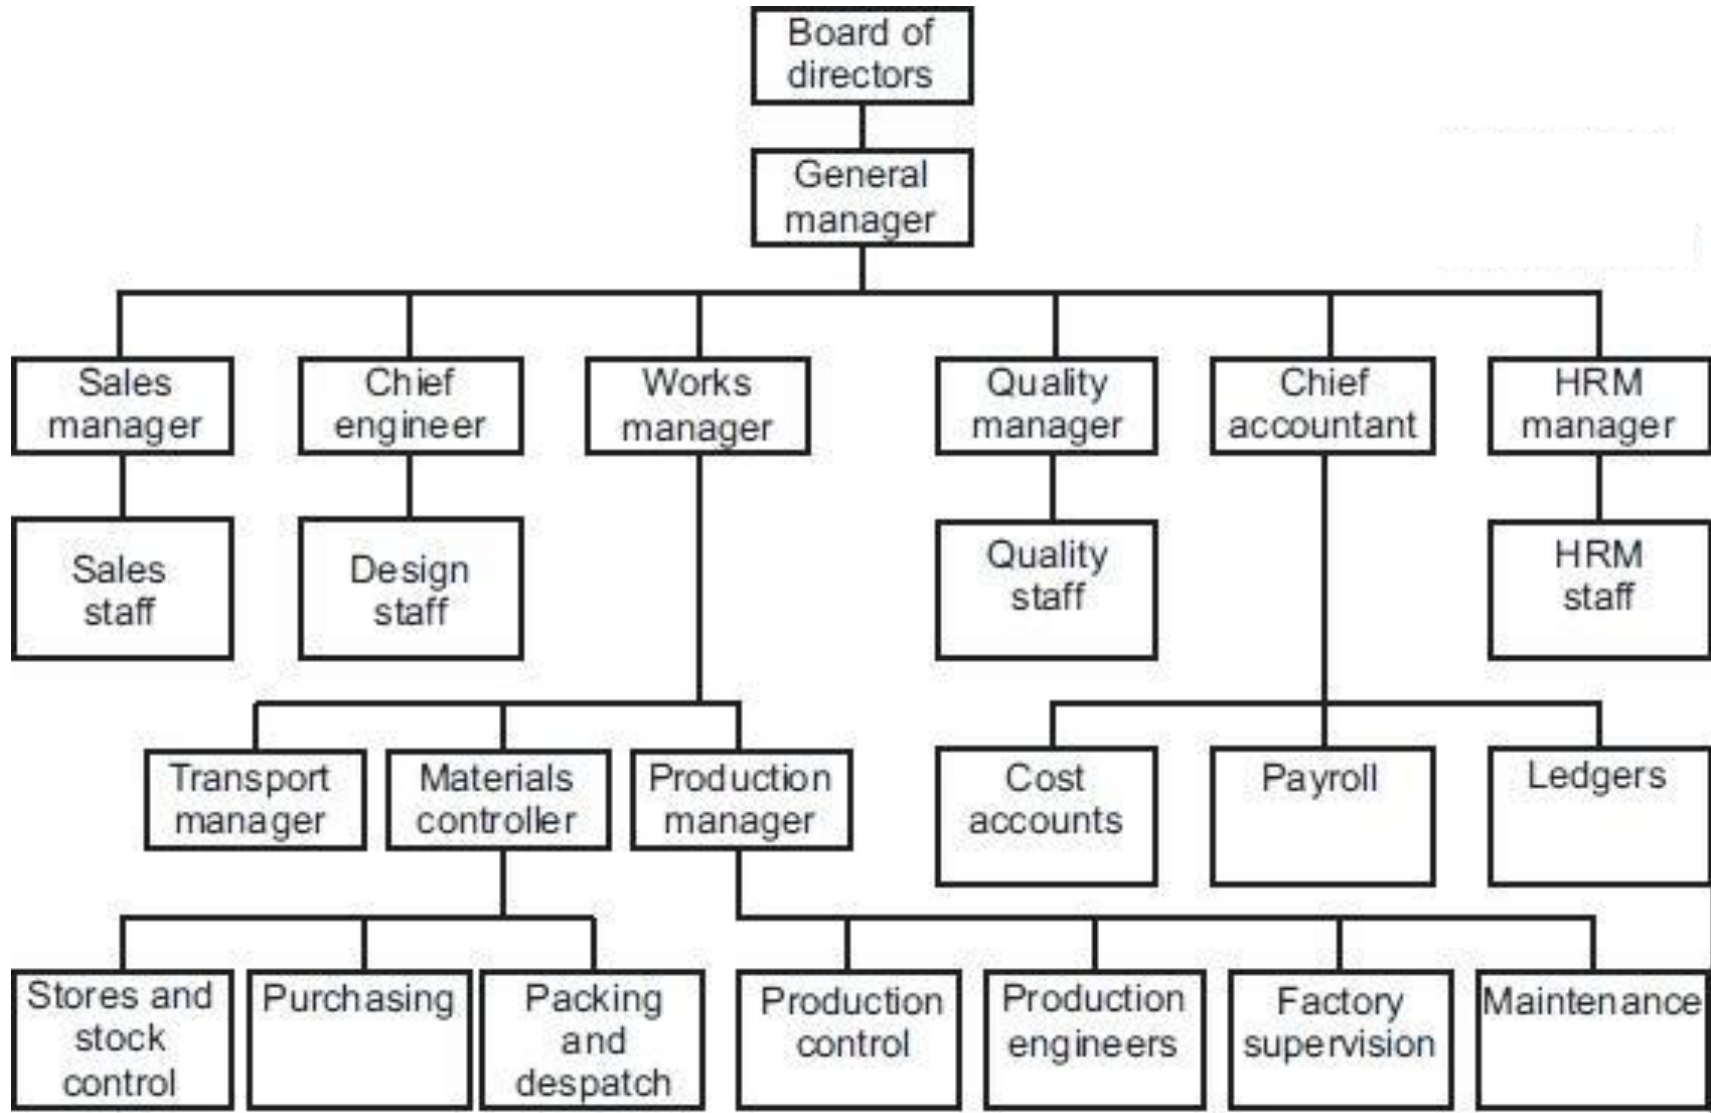 Board of
directors
General
manager
Sales
manager
Chief
engineer
Works
manager
Quality
manager
Chief
accountant
HRM
manager
Sales
staff
Design
staff
Quality
staff
HRM
staff
Transport
manager
Materials
controller
Production
manager
Cost
accounts
Payroll
Ledgers
Stores and
stock
control
Purchasing
Packing
and
despatch
Production
control
Production
engineers
Factory
supervision
Maintenance